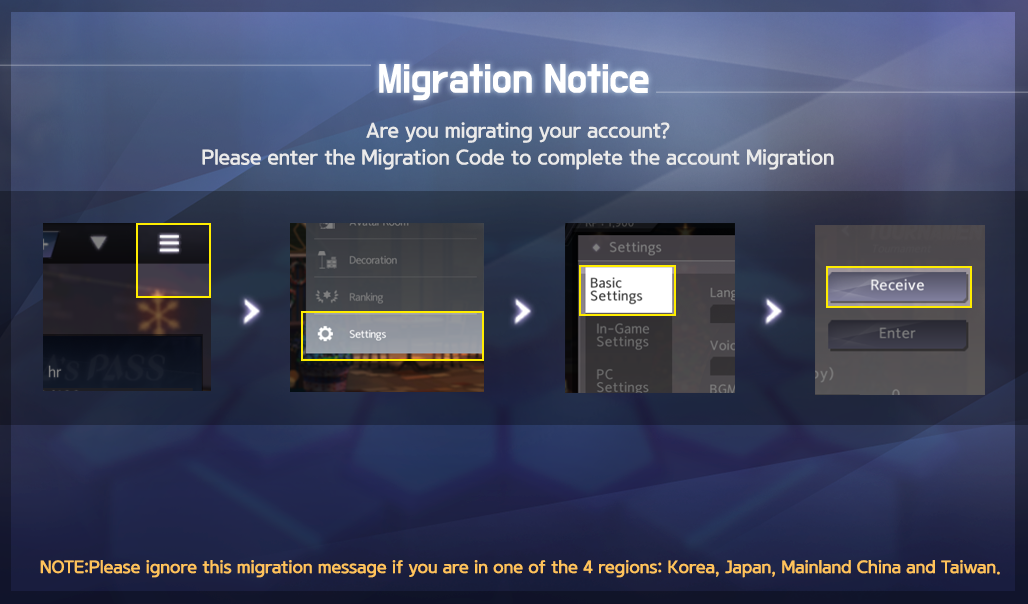 Migration Notice
Are you migrating your account?
Please enter the Migration Code to complete the account Migration
's PASS
hr
Avatar Room
Decoration
Ranking
Settings
Settings
Basic
Settings
Lang
In-Game
Settings
Voic
PC
Settings
BGM
Receive
Enter
by)
NOTE:Please ignore this migration message if you are in one of the 4 regions: Korea, Japan, Mainland China and Taiwan.